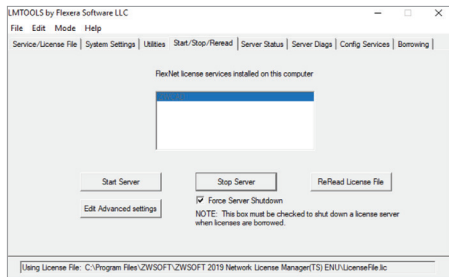 LMTOOLS by Flexera Software LLC
File Edit Mode Help
Service/License File System Settings Utilities Start/Stop/Reread Server Status Server Diags Config Services Borrowing
FlexNet license services installed on this computer
Start Server Stop Server ReRead License File
Edit Advanced settings
Force Server Shutdown
NOTE: This box must be checked to shut down a license server
when licenses are borrowed.
Using License File: C:\Program Files\ZWSOFT\ZWSOFT 2019 Network License Manager(TS) ENU\LicenseFile.lic